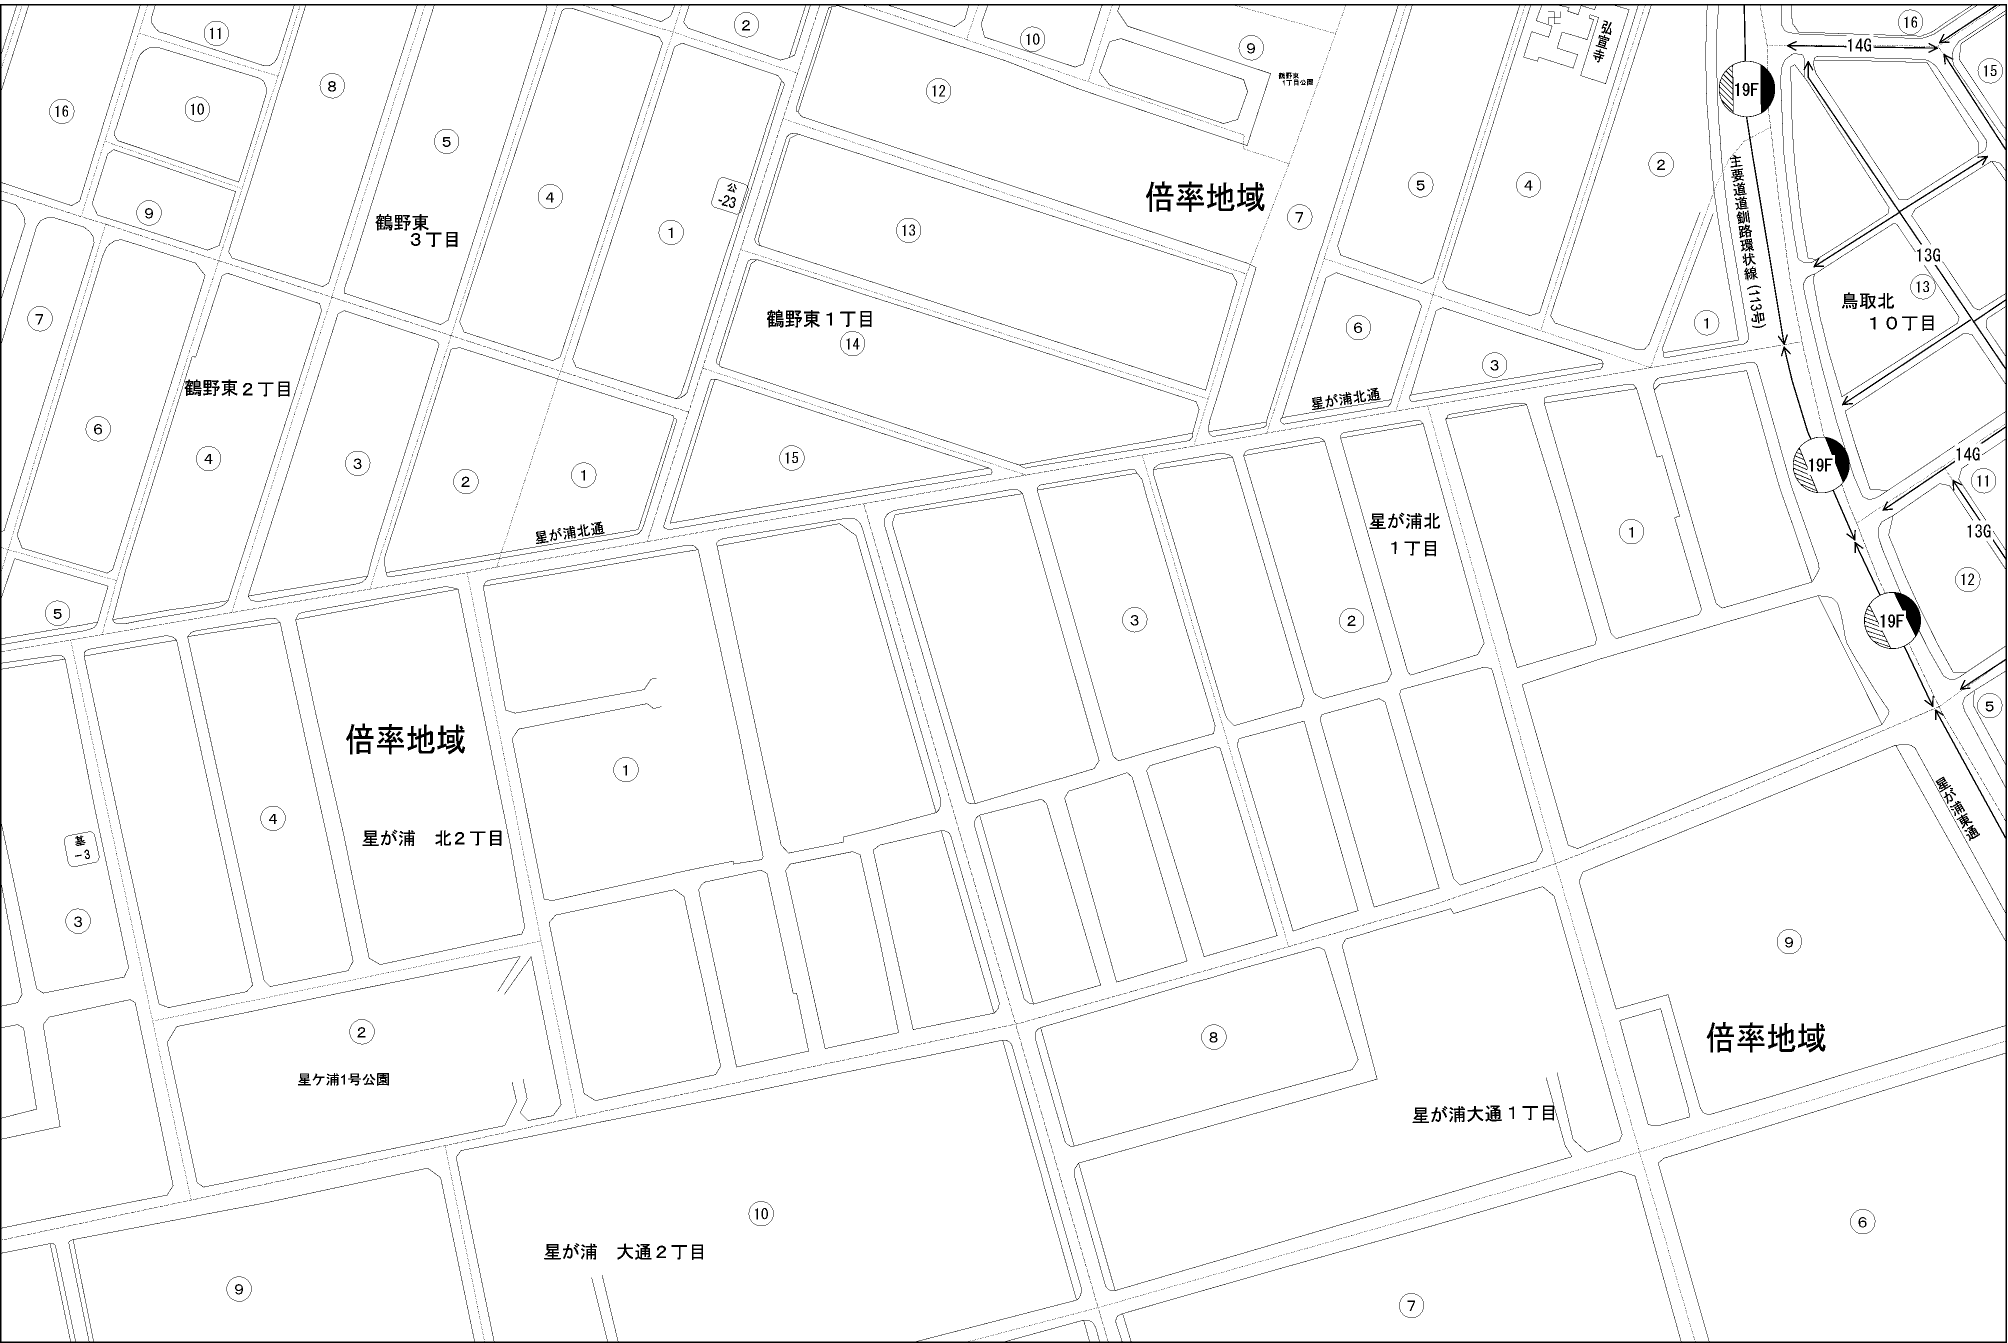 ⑪
②
⑩
⑨
弘宣寺
⑯
14G
⑮
⑯
⑩
⑧
⑫
鶴野東
1丁目公園
19F
⑤
④
公
-23
②
主要道道釧路環状線(113号)
⑨
鶴野東
3丁目
①
⑬
倍率地域
⑦
⑤
④
13G
⑬
鳥取北
10丁目
⑦
鶴野東1丁目
⑭
⑥
①
③
鶴野東2丁目
星が浦北通
⑥
④
③
②
①
⑮
19F
14G
⑪
星が浦北通
星が浦北
1丁目
①
13G
⑫
⑤
③
②
19F
⑤
倍率地域
①
星が浦東通
④
星が浦 北2丁目
墓
-3
③
⑨
②
星ケ浦1号公園
⑧
倍率地域
星が浦大通1丁目
⑩
⑥
星が浦 大通2丁目
⑨
⑦